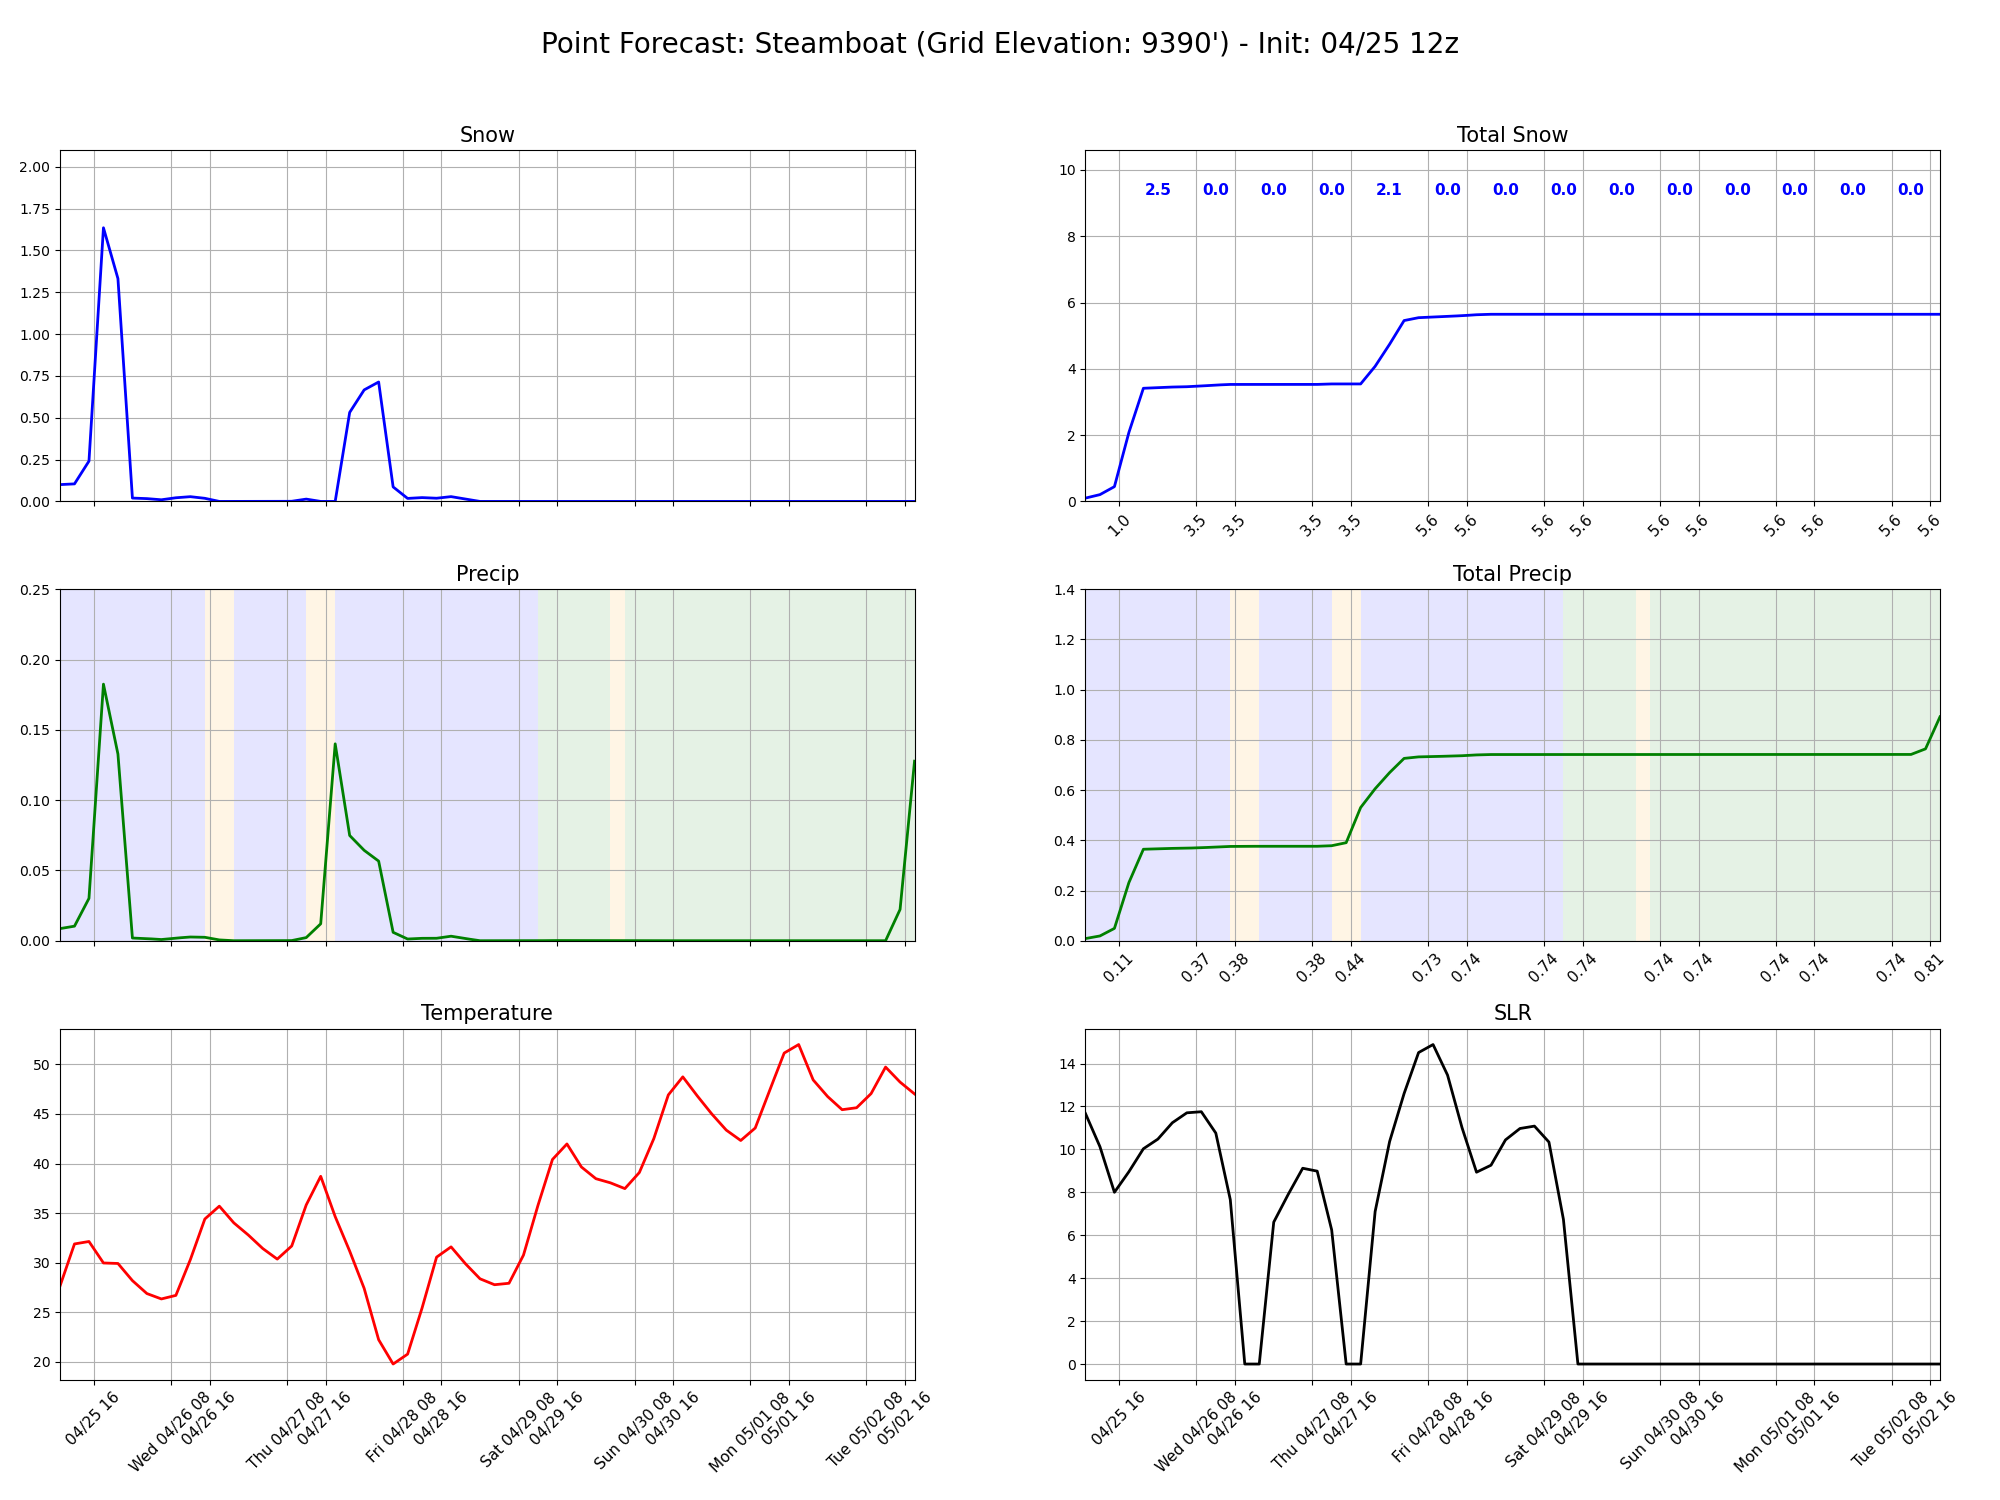 Point Forecast: Steamboat (Grid Elevation: 9390') - Init: 04/25 12z
Snow
2.00
1.75
1.50
1.25
1.00
0.75
0.50
0.25
0.00
Total Snow
10
8
6
4
2
0
2.5 0.0 0.0 0.0 2.1 0.0 0.0 0.0 0.0 0.0 0.0 0.0 0.0 0.0
1.0 3.5 3.5 3.5 3.5 5.6 5.6 5.6 5.6 5.6 5.6 5.6 5.6 5.6 5.6
Precip
0.25
0.20
0.15
0.10
0.05
0.00
Total Precip
1.4
1.2
1.0
0.8
0.6
0.4
0.2
0.0
0.11 0.37 0.38 0.38 0.44 0.73 0.74 0.74 0.74 0.74 0.74 0.74 0.74 0.74 0.81
Temperature
50
45
40
35
30
25
20
04/25 16
Wed 04/26 08
04/26 16
Thu 04/27 08
04/27 16
Fri 04/28 08
04/28 16
Sat 04/29 08
04/29 16
Sun 04/30 08
04/30 16
Mon 05/01 08
05/01 16
Tue 05/02 08
05/02 16
SLR
14
12
10
8
6
4
2
0
04/25 16
Wed 04/26 08
04/26 16
Thu 04/27 08
04/27 16
Fri 04/28 08
04/28 16
Sat 04/29 08
04/29 16
Sun 04/30 08
04/30 16
Mon 05/01 08
05/01 16
Tue 05/02 08
05/02 16